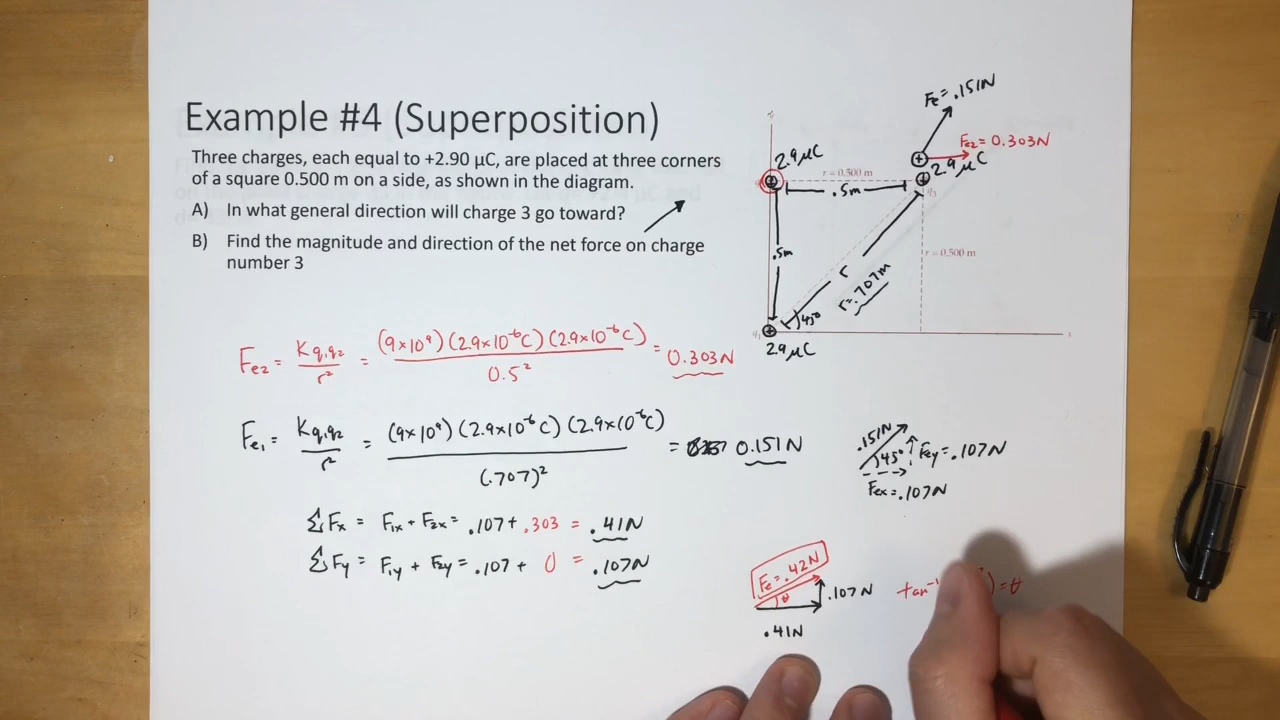 Example #4 (Superposition)
Three charges, each equal to +2.90 μC, are placed at three corners
of a square 0.500 m on a side, as shown in the diagram.
A) In what general direction will charge 3 go toward?
B) Find the magnitude and direction of the net force on charge
number 3
Fe = .151N
Fe2 = 0.303N
2.9μC
2.9μC
r = 0.500 m
.5m
q3
.5m
r
r = .707m
r = 0.500 m
45°
2.9μC
Fe2 = Kq1q2/r² = (9×10⁹)(2.9×10⁻⁶C)(2.9×10⁻⁶C)/0.5² = 0.303N
Fe1 = Kq1q2/r² = (9×10⁹)(2.9×10⁻⁶C)(2.9×10⁻⁶C)/(.707)² = 0.151N
.151N
45°
Fey = .107N
Fex = .107N
ΣFx = F1x + F2x = .107 + .303 = .41N
ΣFy = F1y + F2y = .107 + 0 = .107N
Fe = .42N
θ
.107N
.41N
tan⁻¹ ) = θ